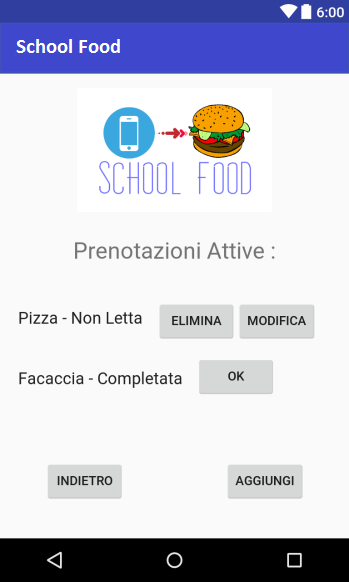 6:00
School Food
SCHOOL FOOD
Prenotazioni Attive :
Pizza - Non Letta ELIMINA MODIFICA
Facaccia - Completata OK
INDIETRO AGGIUNGI